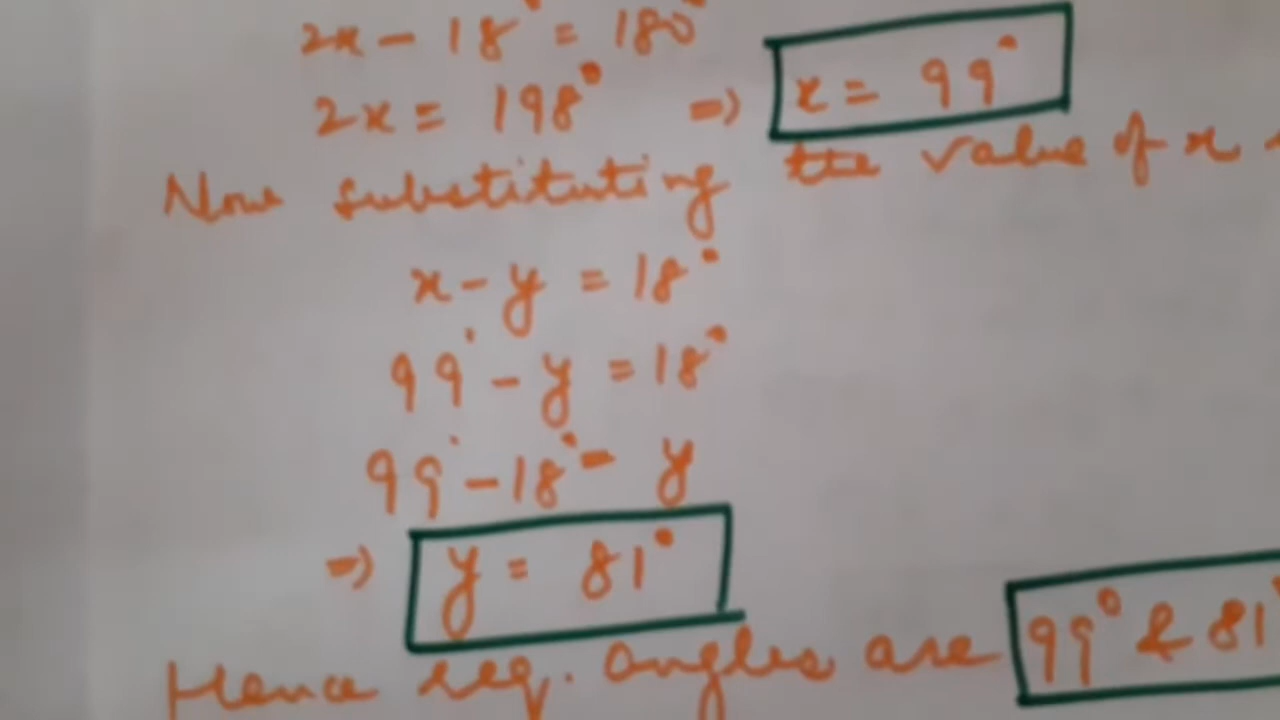 2x - 18° = 180°
2x = 198° ⇒ x = 99°
Now substituting the value of x
x - y = 18°
99° - y = 18°
99° - 18° = y
⇒ y = 81°
Hence req. angles are 99° & 81°